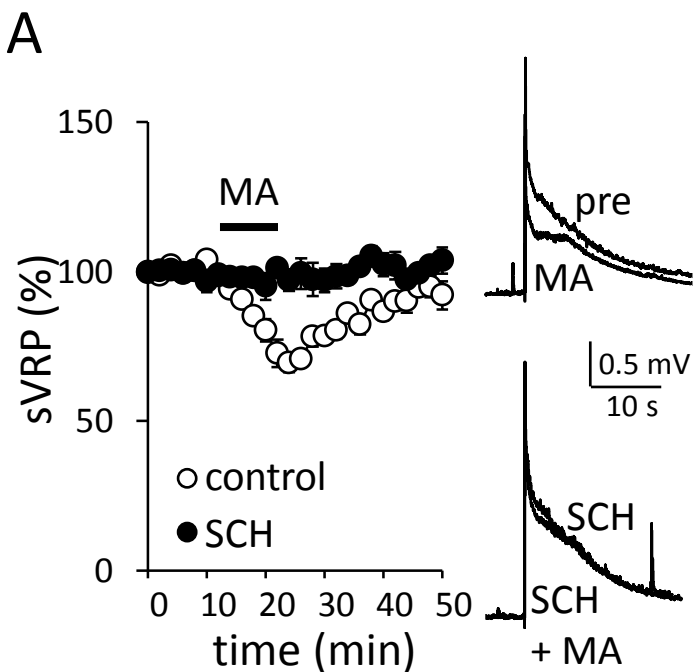 A
150
100
50
0
sVRP (%)
MA
control
SCH
0 10 20 30 40 50
time (min)
pre
MA
0.5 mV
10 s
SCH
SCH
+ MA